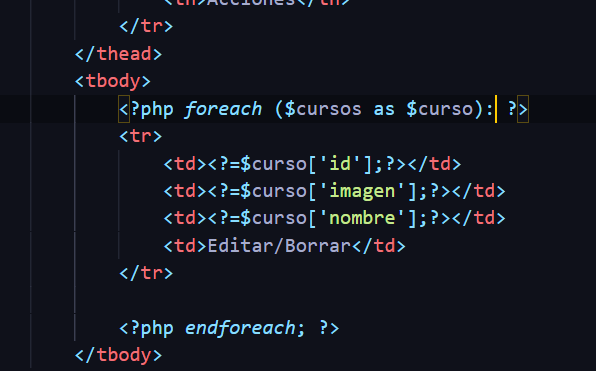 <th>Acciones</th>
</tr>
</thead>
<tbody>
<?php foreach ($cursos as $curso): ?>
<tr>
<td><?=$curso['id'];?></td>
<td><?=$curso['imagen'];?></td>
<td><?=$curso['nombre'];?></td>
<td>Editar/Borrar</td>
</tr>
<?php endforeach; ?>
</tbody>